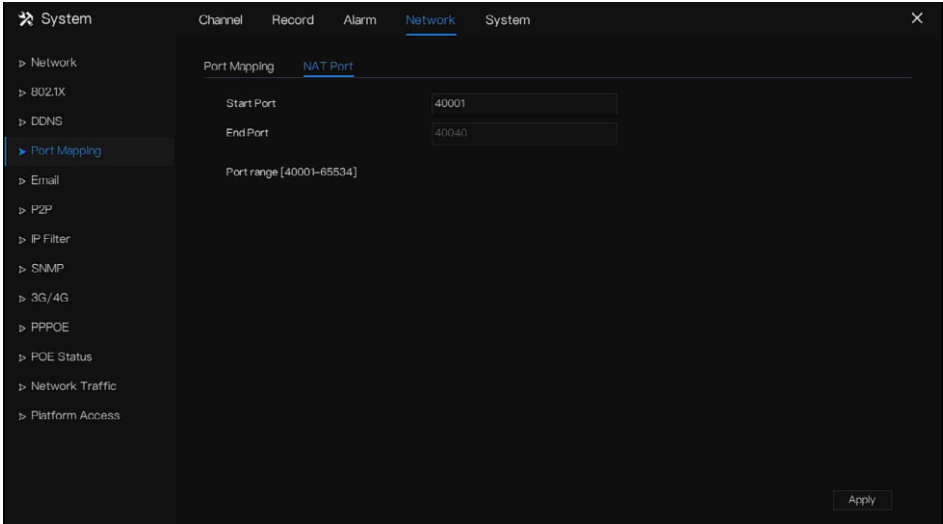 System
Channel Record Alarm Network System
Network
802.1X
DDNS
Port Mapping
Email
P2P
IP Filter
SNMP
3G/4G
PPPOE
POE Status
Network Traffic
Platform Access
Port Mapping NAT Port
Start Port 40001
End Port 40040
Port range [40001-65534]
Apply